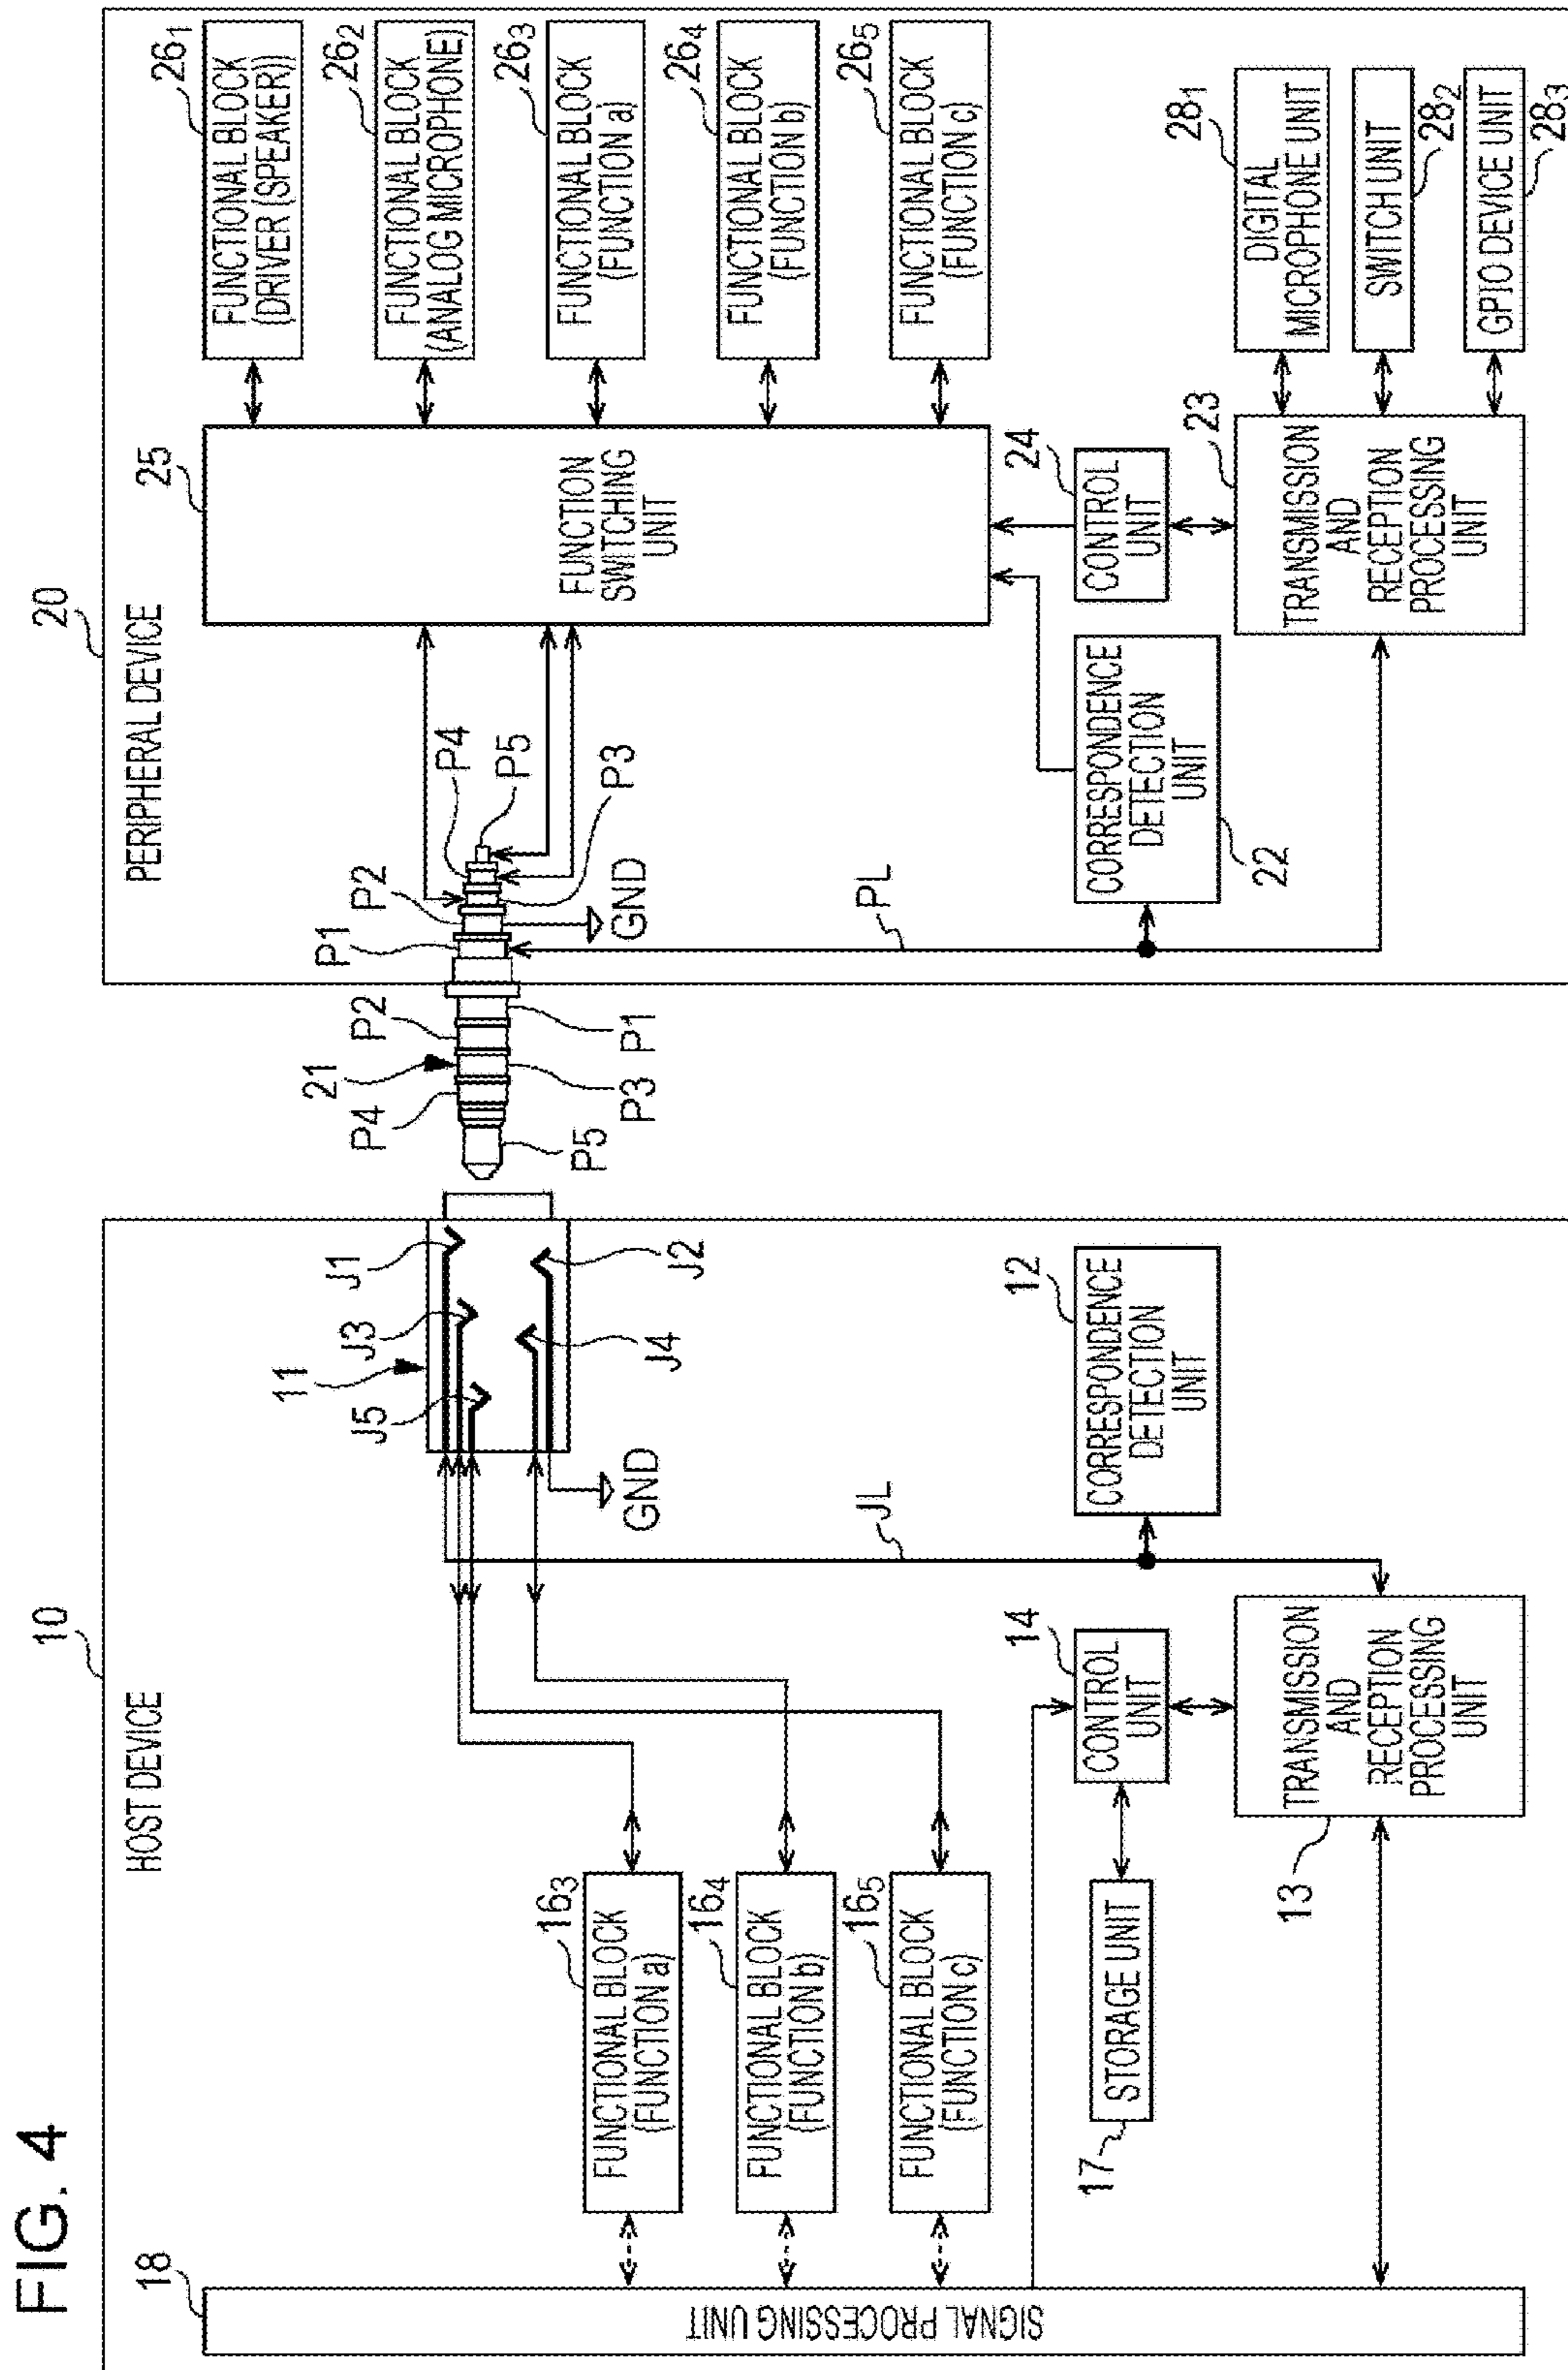 FIG. 4
10
HOST DEVICE
18
SIGNAL PROCESSING UNIT
16₃
FUNCTIONAL BLOCK
(FUNCTION a)
16₄
FUNCTIONAL BLOCK
(FUNCTION b)
16₅
FUNCTIONAL BLOCK
(FUNCTION c)
17
STORAGE UNIT
14
CONTROL
UNIT
13
TRANSMISSION
AND
RECEPTION
PROCESSING
UNIT
12
CORRESPONDENCE
DETECTION
UNIT
JL
GND
11
J1
J3
J5
J2
J4
20
PERIPHERAL DEVICE
21
P4
P2
P5
P3
P1
P1
P2
P4
P5
P3
GND
PL
22
CORRESPONDENCE
DETECTION
UNIT
25
FUNCTION
SWITCHING
UNIT
24
CONTROL
UNIT
23
TRANSMISSION
AND
RECEPTION
PROCESSING
UNIT
26₁
FUNCTIONAL BLOCK
(DRIVER (SPEAKER))
26₂
FUNCTIONAL BLOCK
(ANALOG MICROPHONE)
26₃
FUNCTIONAL BLOCK
(FUNCTION a)
26₄
FUNCTIONAL BLOCK
(FUNCTION b)
26₅
FUNCTIONAL BLOCK
(FUNCTION c)
28₁
DIGITAL
MICROPHONE UNIT
SWITCH UNIT
28₂
GPIO DEVICE UNIT
28₃